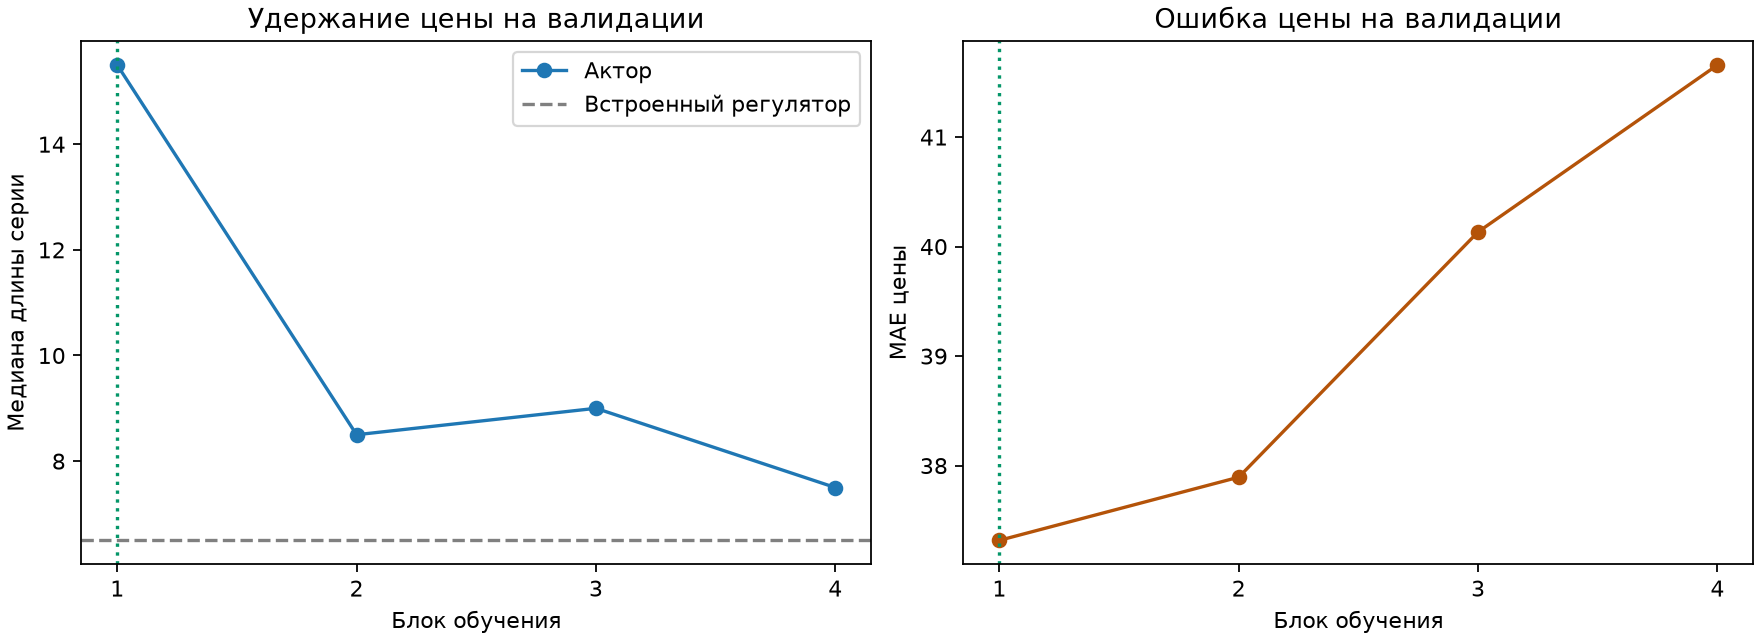 Удержание цены на валидации
Медиана длины серии
14
12
10
8
Актор
Встроенный регулятор
1
2
3
4
Блок обучения
Ошибка цены на валидации
MAE цены
41
40
39
38
1
2
3
4
Блок обучения